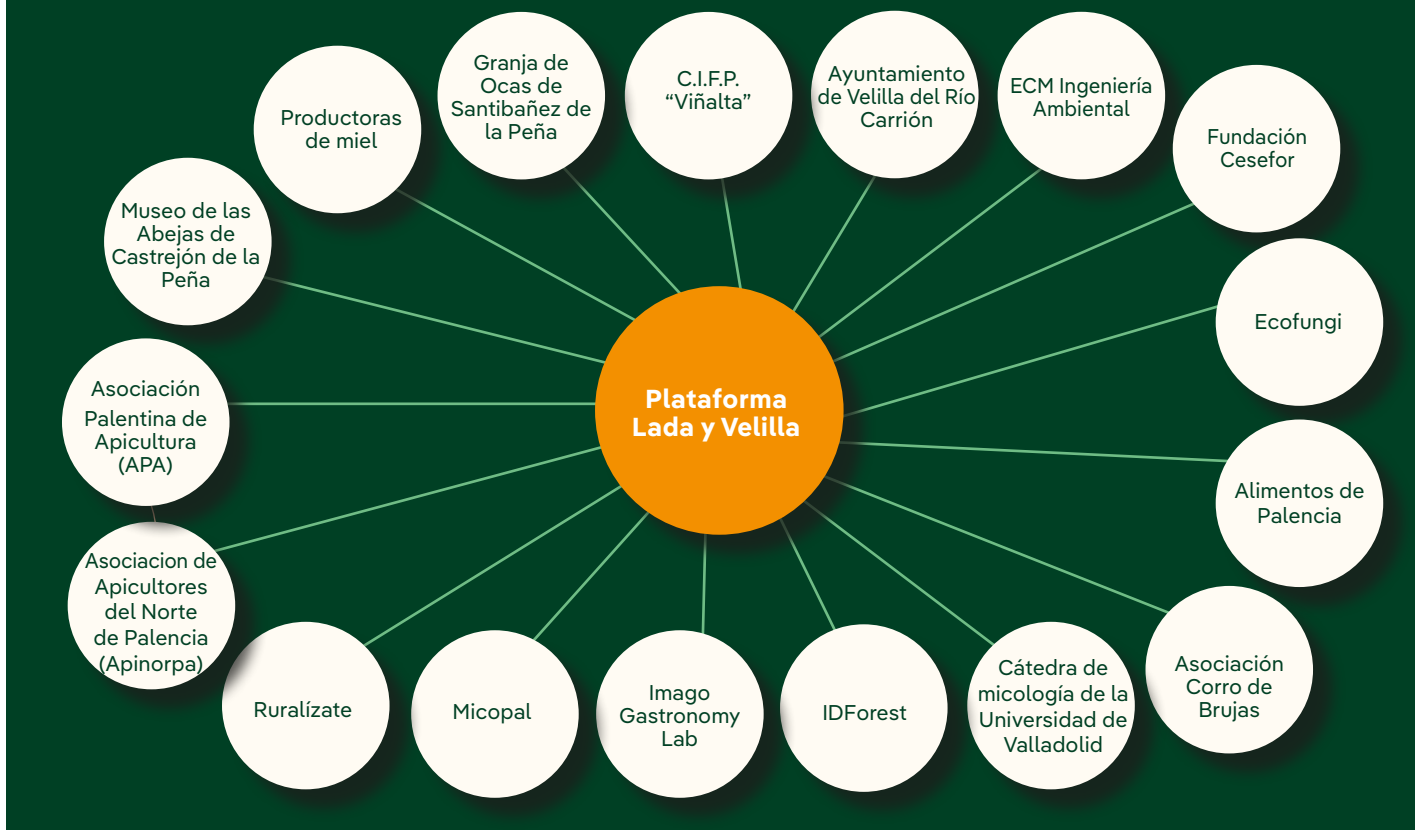 Granja de
Ocas de
Santibañez de
la Peña
C.I.F.P.
“Viñalta”
Ayuntamiento
de Velilla del Río
Carrión
ECM Ingeniería
Ambiental
Fundación
Cesefor
Productoras
de miel
Museo de las
Abejas de
Castrejón de la
Peña
Ecofungi
Asociación
Palentina de
Apicultura
(APA)
Plataforma
Lada y Velilla
Alimentos de
Palencia
Asociacion de
Apicultores
del Norte
de Palencia
(Apinorpa)
Ruralízate
Micopal
Imago
Gastronomy
Lab
IDForest
Cátedra de
micología de la
Universidad de
Valladolid
Asociación
Corro de
Brujas